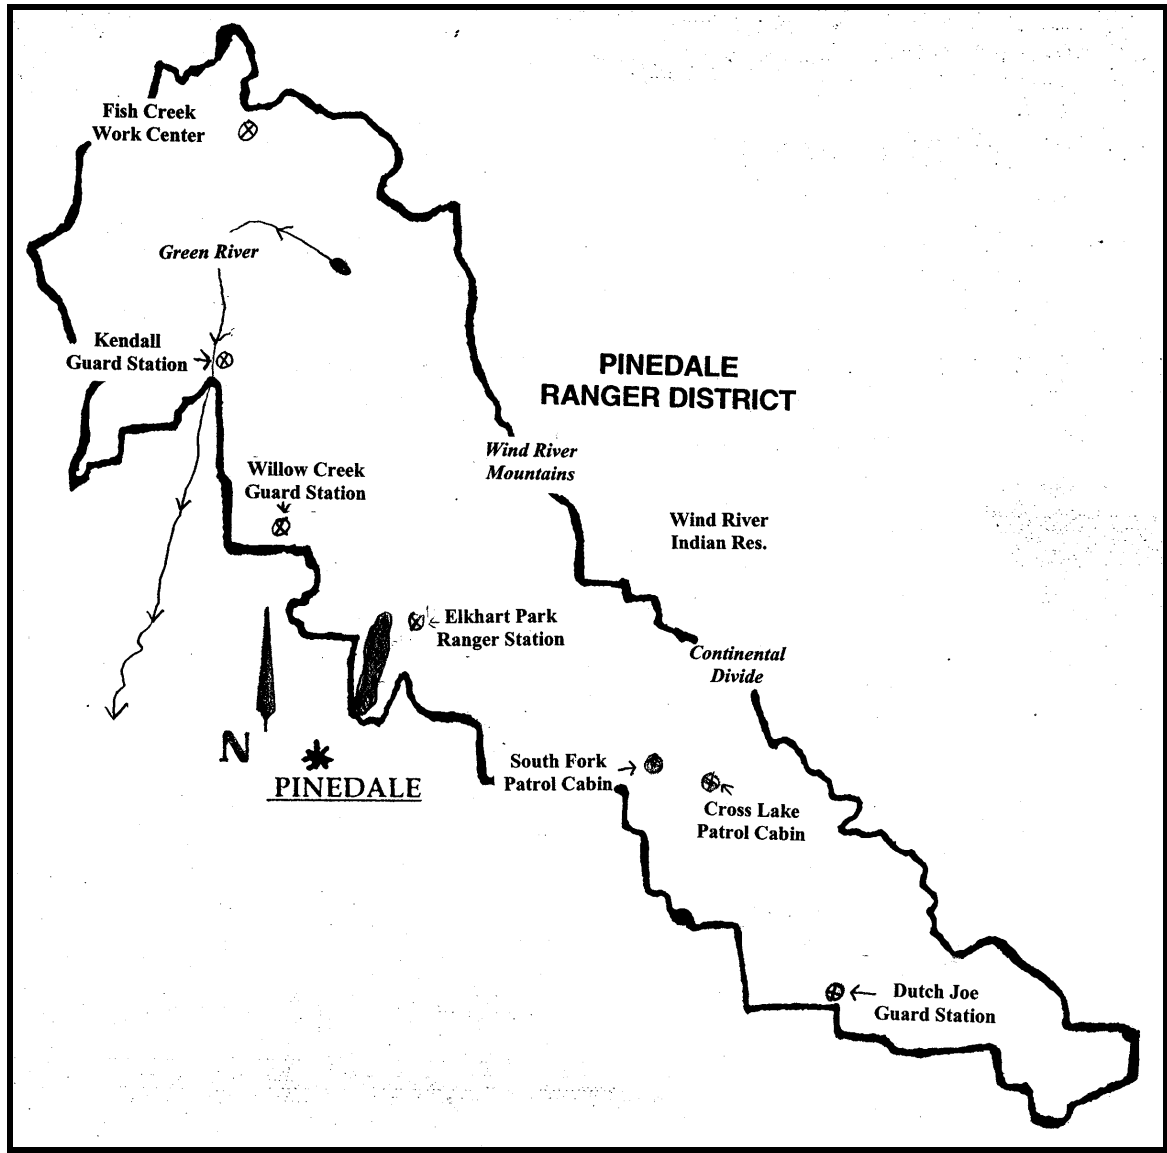 Fish Creek
Work Center
Green River
Kendall
Guard Station
PINEDALE
RANGER DISTRICT
Wind River
Mountains
Willow Creek
Guard Station
Wind River
Indian Res.
Elkhart Park
Ranger Station
Continental
Divide
N
PINEDALE
South Fork
Patrol Cabin
Cross Lake
Patrol Cabin
Dutch Joe
Guard Station